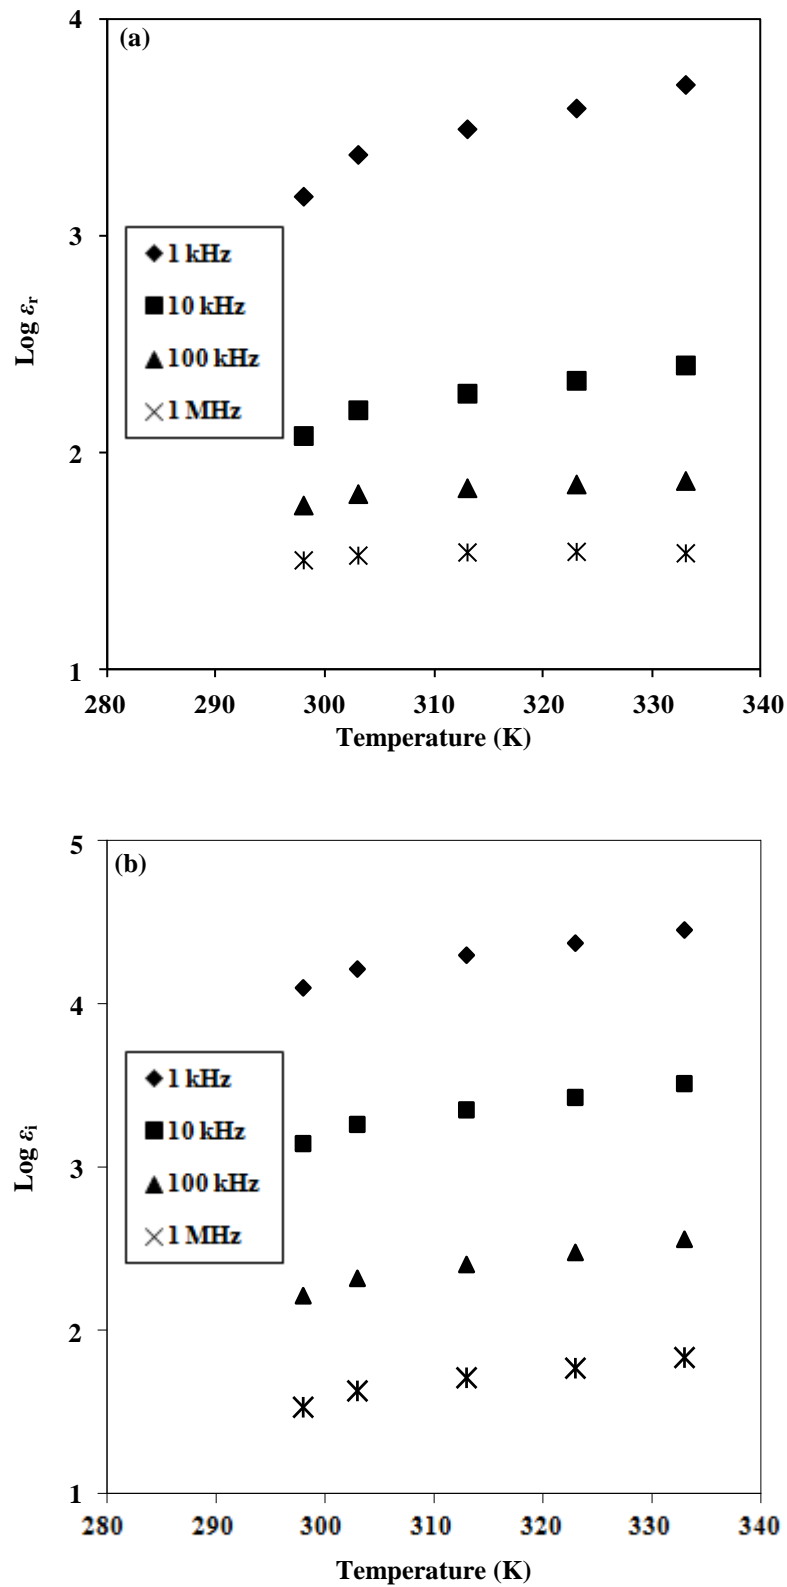 4
(a)
3
Log εr
2
1
◆ 1 kHz
■ 10 kHz
▲ 100 kHz
× 1 MHz
280 290 300 310 320 330 340
Temperature (K)
5
(b)
4
3
Log εi
2
1
◆ 1 kHz
■ 10 kHz
▲ 100 kHz
× 1 MHz
280 290 300 310 320 330 340
Temperature (K)